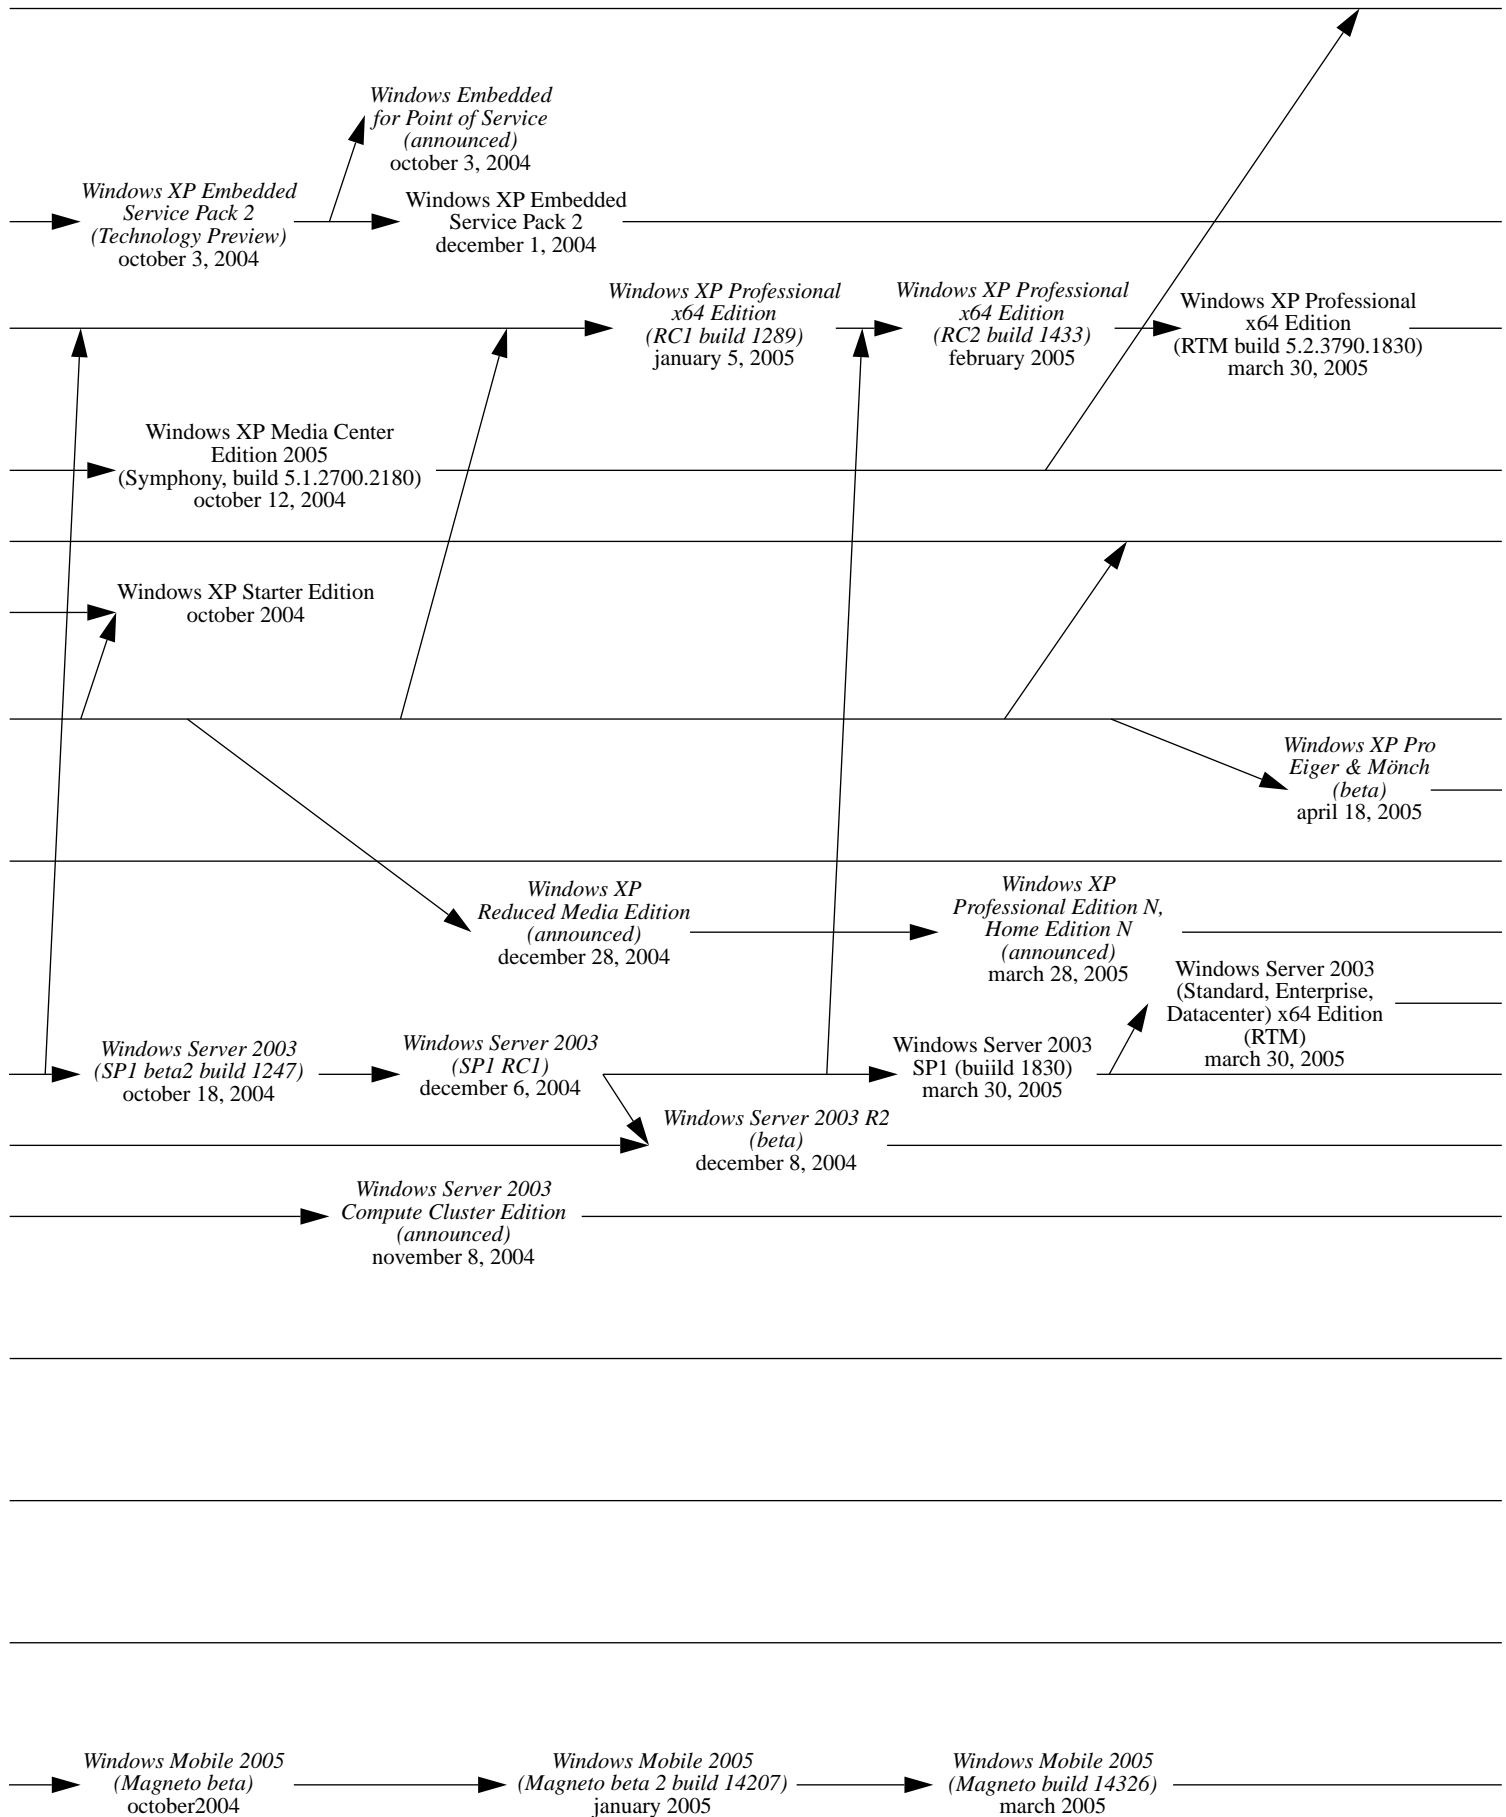 Windows Embedded
for Point of Service
(announced)
october 3, 2004
Windows XP Embedded
Service Pack 2
(Technology Preview)
october 3, 2004
Windows XP Embedded
Service Pack 2
december 1, 2004
Windows XP Professional
x64 Edition
(RC1 build 1289)
january 5, 2005
Windows XP Professional
x64 Edition
(RC2 build 1433)
february 2005
Windows XP Professional
x64 Edition
(RTM build 5.2.3790.1830)
march 30, 2005
Windows XP Media Center
Edition 2005
(Symphony, build 5.1.2700.2180)
october 12, 2004
Windows XP Starter Edition
october 2004
Windows XP Pro
Eiger & Mönch
(beta)
april 18, 2005
Windows XP
Reduced Media Edition
(announced)
december 28, 2004
Windows XP
Professional Edition N,
Home Edition N
(announced)
march 28, 2005
Windows Server 2003
(Standard, Enterprise,
Datacenter) x64 Edition
(RTM)
march 30, 2005
Windows Server 2003
(SP1 beta2 build 1247)
october 18, 2004
Windows Server 2003
(SP1 RC1)
december 6, 2004
Windows Server 2003
SP1 (buiild 1830)
march 30, 2005
Windows Server 2003 R2
(beta)
december 8, 2004
Windows Server 2003
Compute Cluster Edition
(announced)
november 8, 2004
Windows Mobile 2005
(Magneto beta)
october2004
Windows Mobile 2005
(Magneto beta 2 build 14207)
january 2005
Windows Mobile 2005
(Magneto build 14326)
march 2005